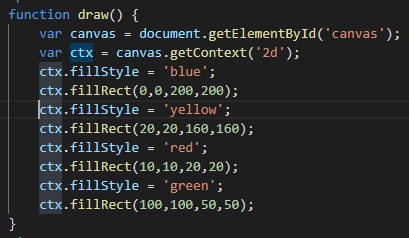 function draw() {
var canvas = document.getElementById('canvas');
var ctx = canvas.getContext('2d');
ctx.fillStyle = 'blue';
ctx.fillRect(0,0,200,200);
ctx.fillStyle = 'yellow';
ctx.fillRect(20,20,160,160);
ctx.fillStyle = 'red';
ctx.fillRect(10,10,20,20);
ctx.fillStyle = 'green';
ctx.fillRect(100,100,50,50);
}